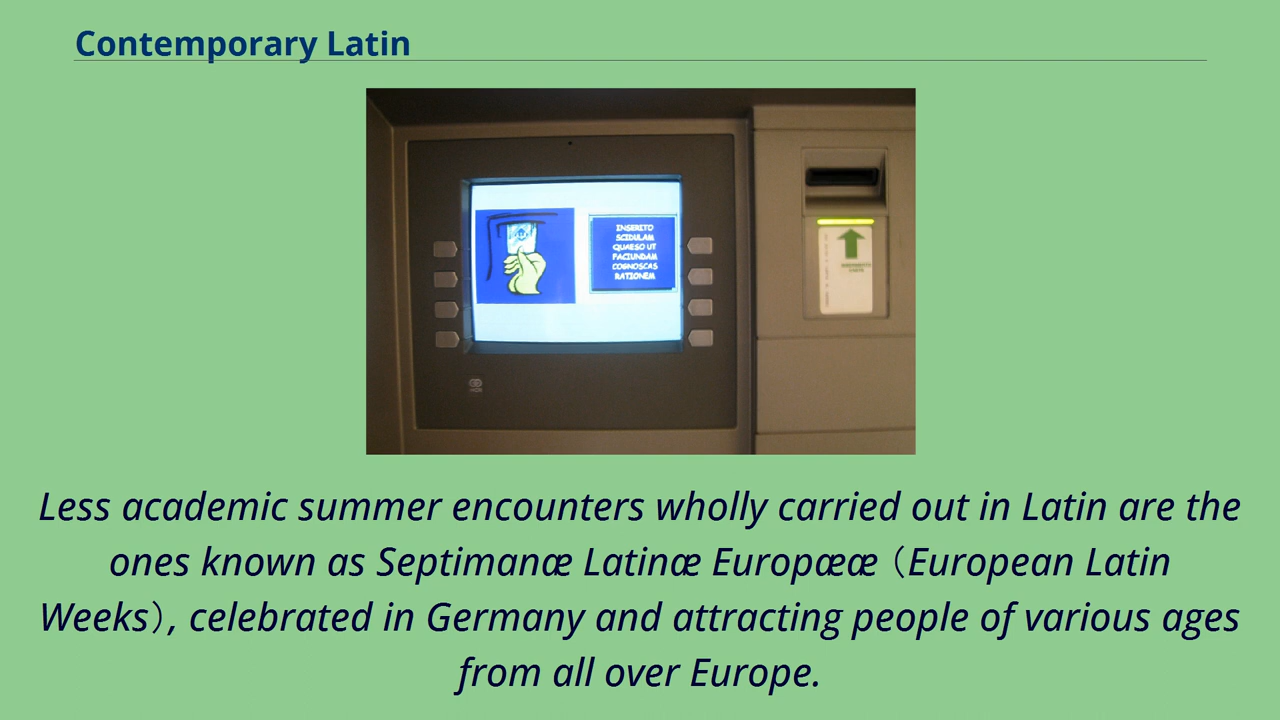 Contemporary Latin
INSERITO
SCIDULAM
QUAESO UT
FACIUNDAM
COGNOSCAS
RATIONEM
Less academic summer encounters wholly carried out in Latin are the
ones known as Septimanæ Latinæ Europææ（European Latin
Weeks）, celebrated in Germany and attracting people of various ages
from all over Europe.